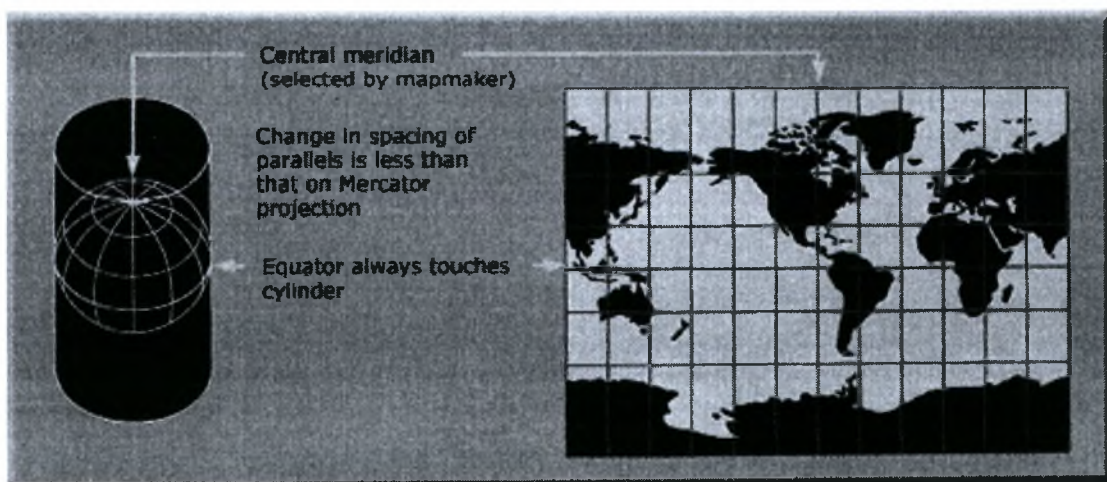 Central meridian
(selected by mapmaker)
Change in spacing of
parallels is less than
that on Mercator
projection
Equator always touches
cylinder